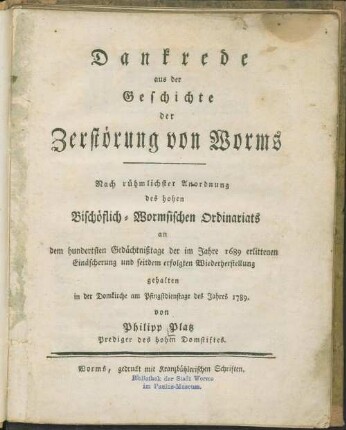 Dankrede
aus der
Geschichte
der
Zerstörung von Worms
Nach rühmlichster Anordnung
des hohen
Bischöflich-Wormsischen Ordinariats
an
dem hundertsten Gedächtnißtage der im Jahre 1689 erlittenen
Einäscherung und seitdem erfolgten Wiederherstellung
gehalten
in der Domkirche am Pfingstdienstage des Jahres 1789.
von
Philipp Platz
Prediger des hohen Domstiftes.
Worms, gedruckt mit Kranzbühlerischen Schriften.
Bibliothek der Stadt Worms
im Paulus-Museum.